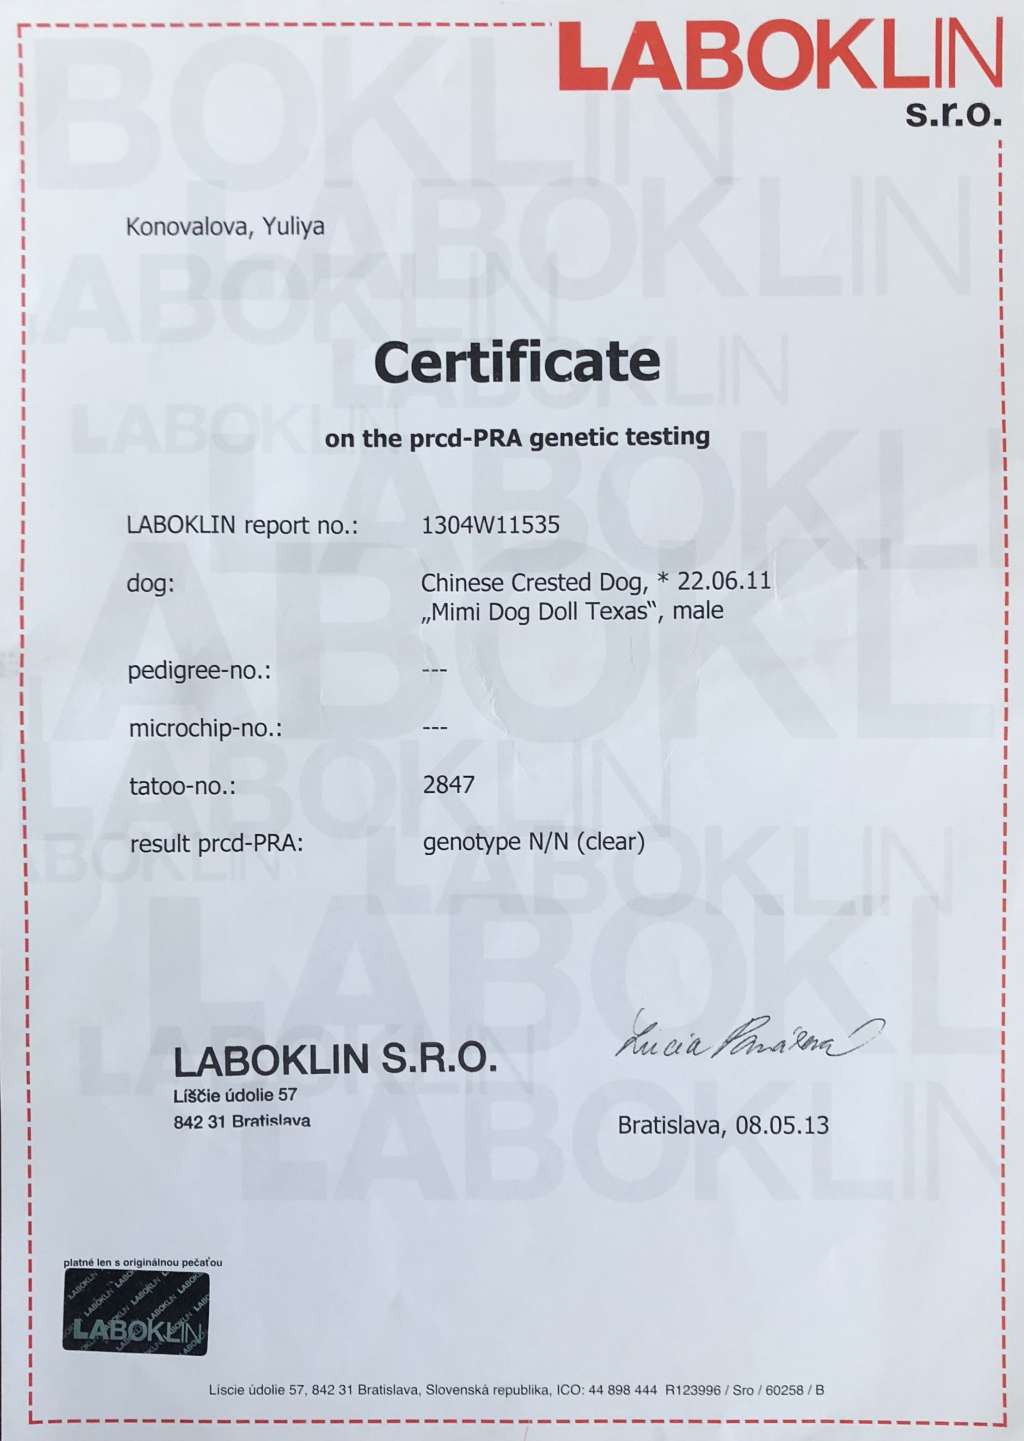 LABOKLIN
s.r.o.
Konovalova, Yuliya
Certificate
on the prcd-PRA genetic testing
LABOKLIN report no.: 1304W11535
dog: Chinese Crested Dog, * 22.06.11
„Mimi Dog Doll Texas“, male
pedigree-no.: ---
microchip-no.: ---
tatoo-no.: 2847
result prcd-PRA: genotype N/N (clear)
LABOKLIN S.R.O.
Líščie údolie 57
842 31 Bratislava
Lucia
Bratislava, 08.05.13
platné len s originálnou pečaťou
LABOKLIN
Líscie údolie 57, 842 31 Bratislava, Slovenská republika, ICO: 44 898 444 R123996 / Sro / 60258 / B